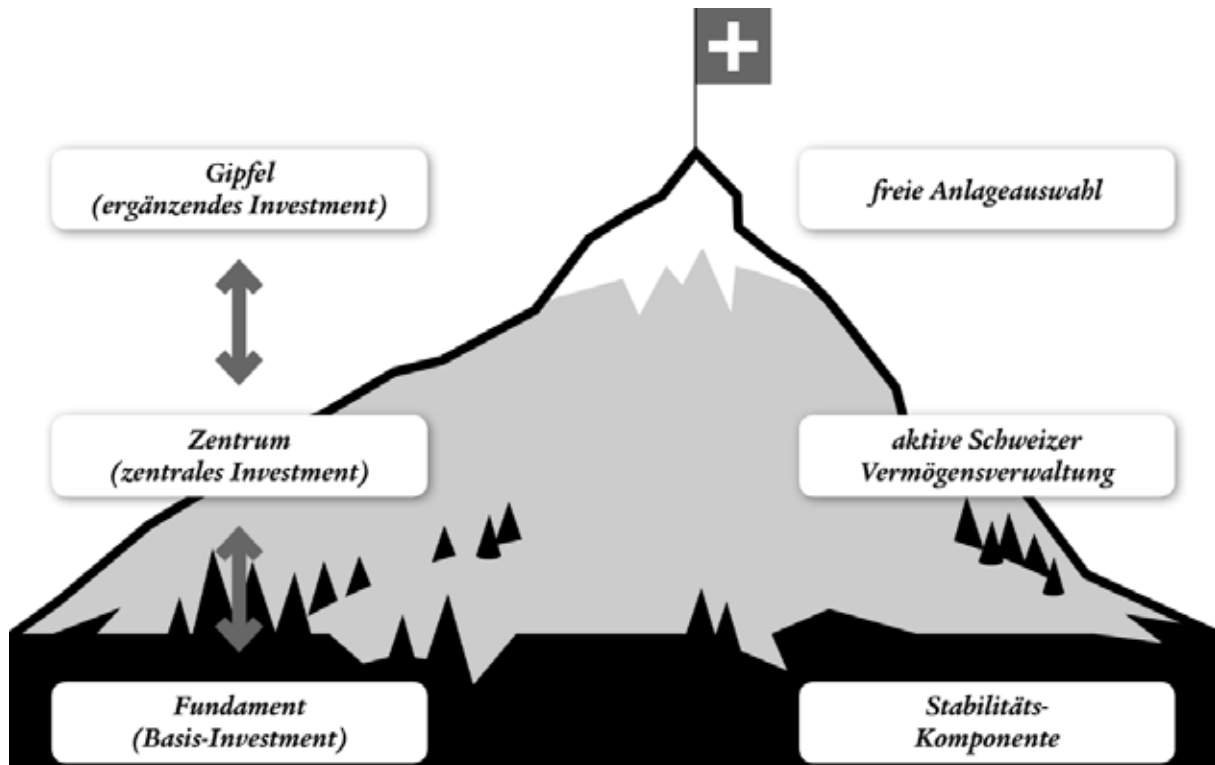 Gipfel
(ergänzendes Investment)
freie Anlageauswahl
Zentrum
(zentrales Investment)
aktive Schweizer
Vermögensverwaltung
Fundament
(Basis-Investment)
Stabilitäts-
Komponente